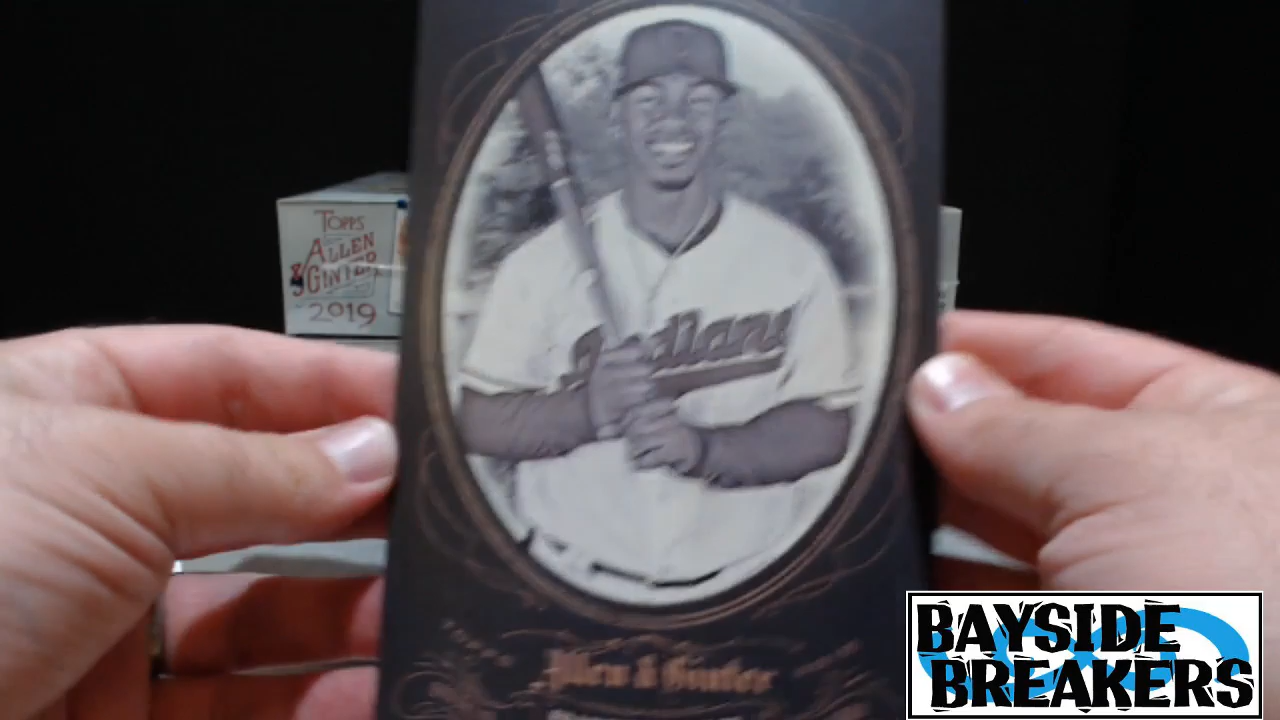 TOPPS
ALLEN
& GINTER
2019
Indians
Allen & Ginter
BAYSIDE
BREAKERS